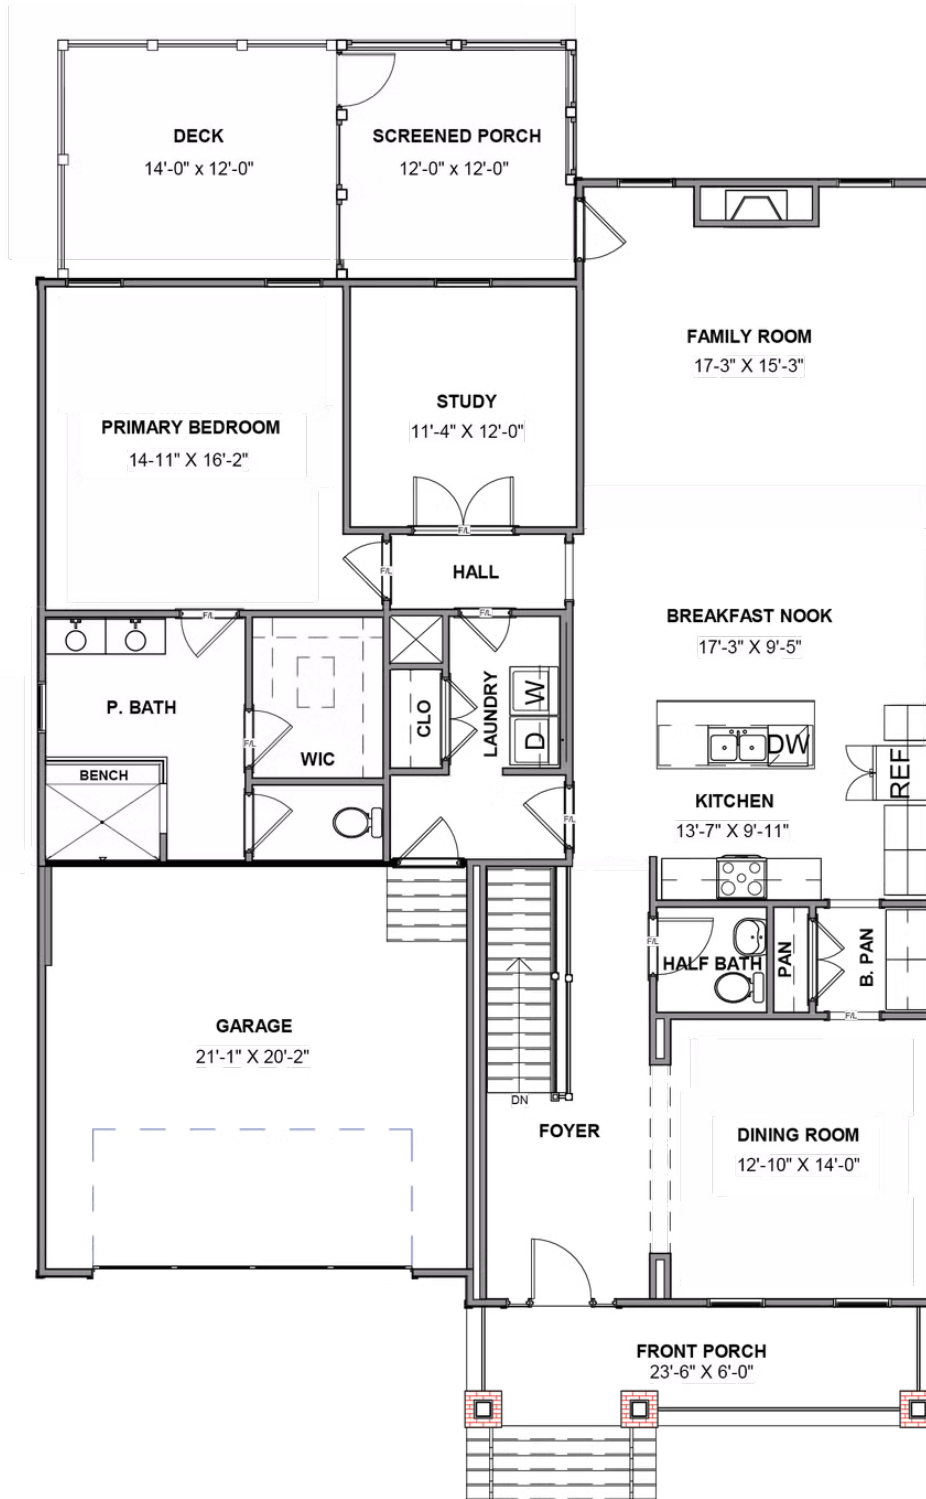 DECK
14'-0" x 12'-0"
SCREENED PORCH
12'-0" x 12'-0"
FAMILY ROOM
17-3" X 15'-3"
STUDY
11'-4" X 12'-0"
PRIMARY BEDROOM
14-11" X 16'-2"
F/L
F/L
HALL
F/L
F/L
BREAKFAST NOOK
17'-3" X 9'-5"
P. BATH
F/L
WIC
CLO
LAUNDRY
W
D
BENCH
DW
REF
KITCHEN
13'-7" X 9'-11"
F/L
F/L
HALF BATH
PAN
B. PAN
F/L
GARAGE
21'-1" X 20'-2"
DN
FOYER
DINING ROOM
12'-10" X 14'-0"
FRONT PORCH
23'-6" X 6'-0"